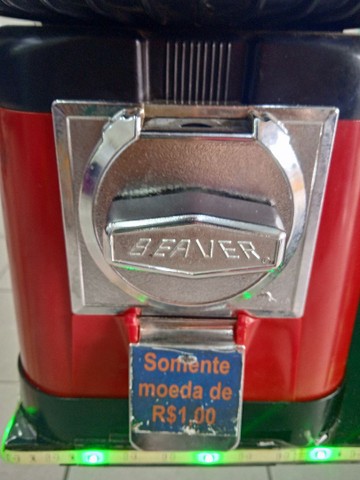 BEAVER
Somente
moeda de
R$1,00